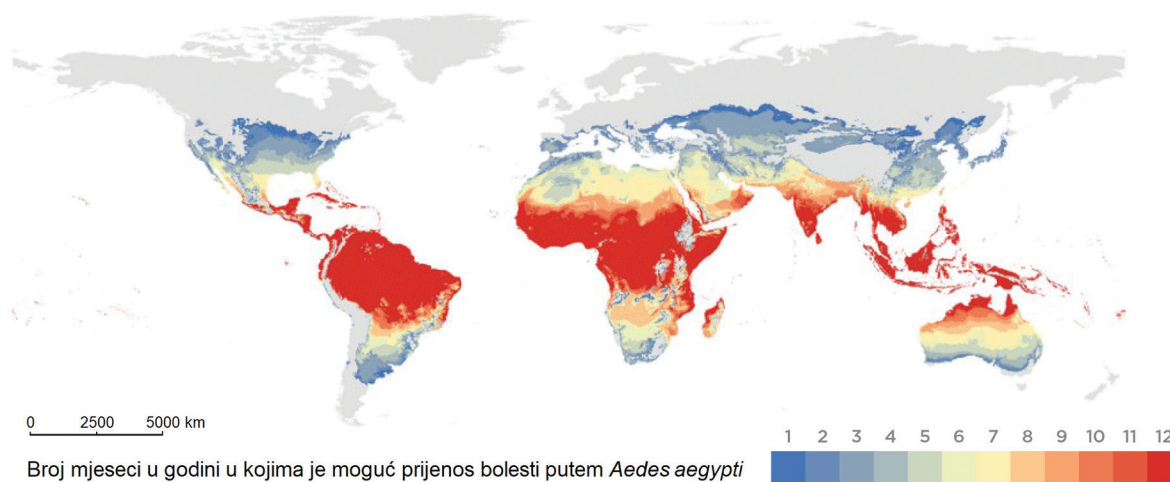 0 2500 5000 km
1 2 3 4 5 6 7 8 9 10 11 12
Broj mjeseci u godini u kojima je moguć prijenos bolesti putem Aedes aegypti